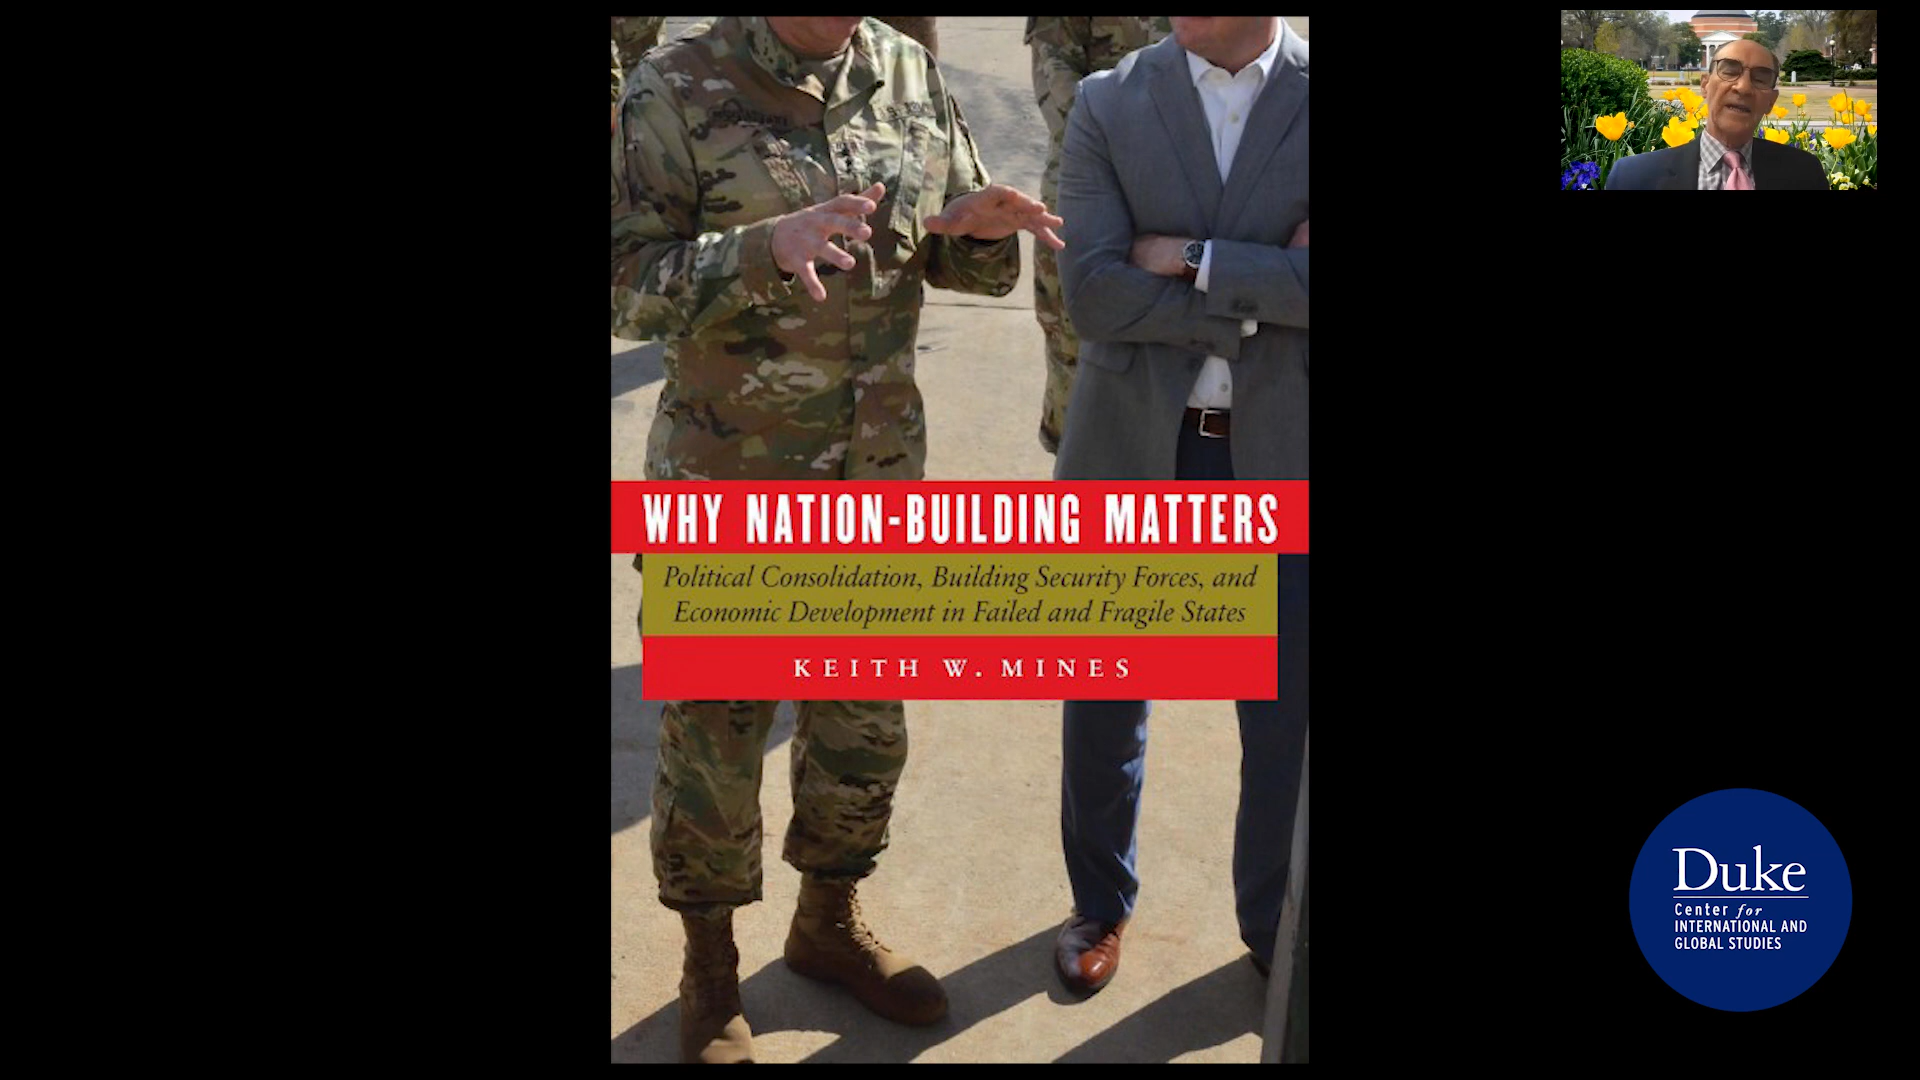 WHY NATION-BUILDING MATTERS
Political Consolidation, Building Security Forces, and
Economic Development in Failed and Fragile States
KEITH W. MINES
Duke
Center for
INTERNATIONAL AND
GLOBAL STUDIES